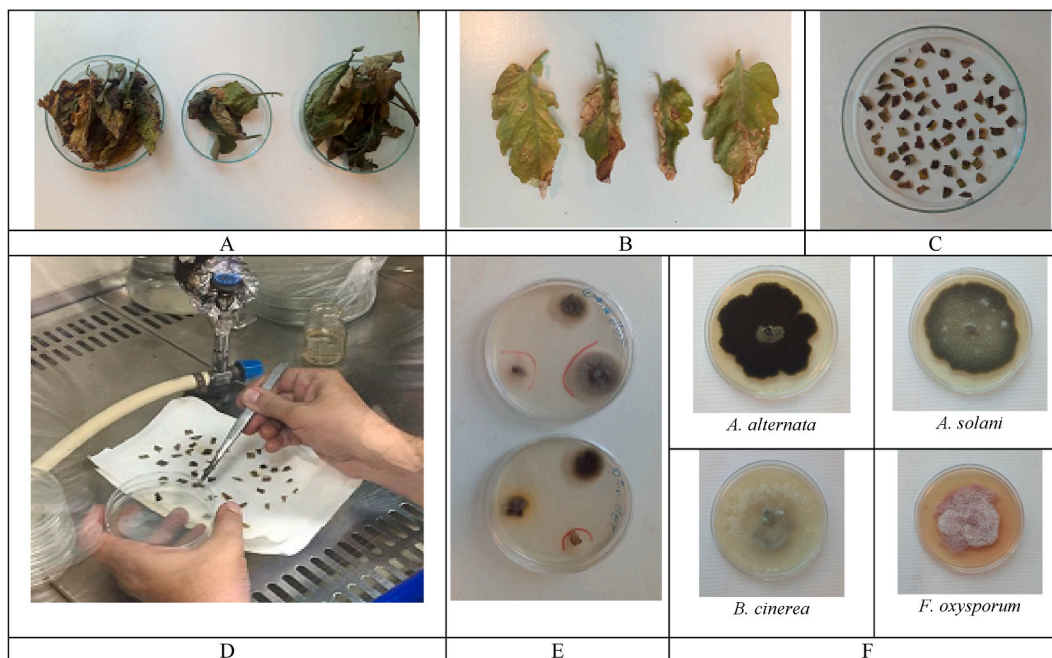 A
B
C
A. alternata
A. solani
B. cinerea
F. oxysporum
D
E
F